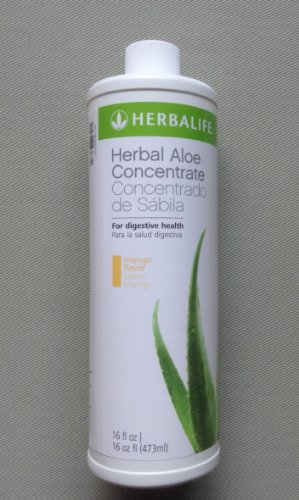 HERBALIFE
Herbal Aloe
Concentrate
Concentrado
de Sábila
For digestive health
Para la salud digestiva
mango
flavor
sabor
mango
16 fl oz |
16 oz fl (473ml)